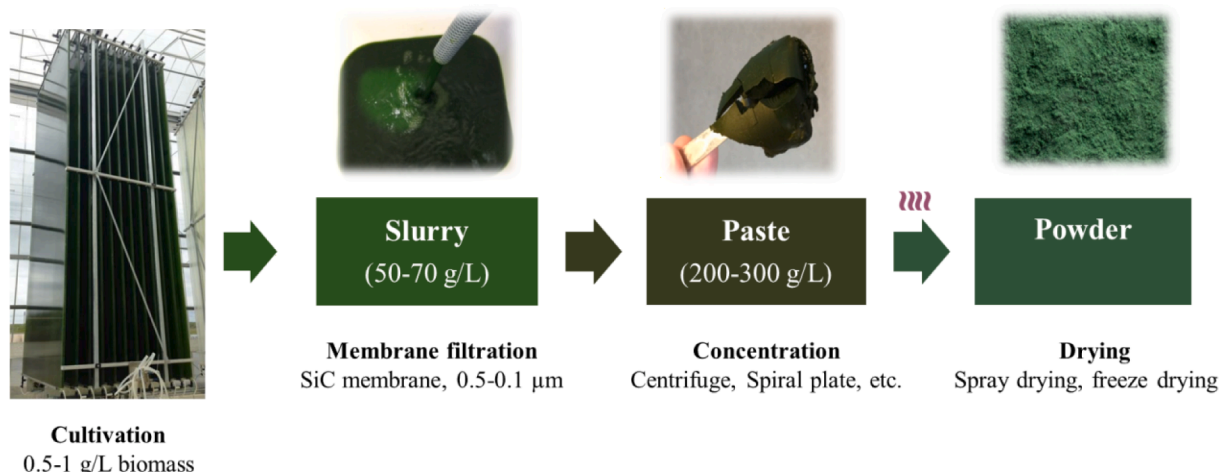 Slurry
(50-70 g/L)
Paste
(200-300 g/L)
Powder
Membrane filtration
SiC membrane, 0.5-0.1 µm
Concentration
Centrifuge, Spiral plate, etc.
Drying
Spray drying, freeze drying
Cultivation
0.5-1 g/L biomass